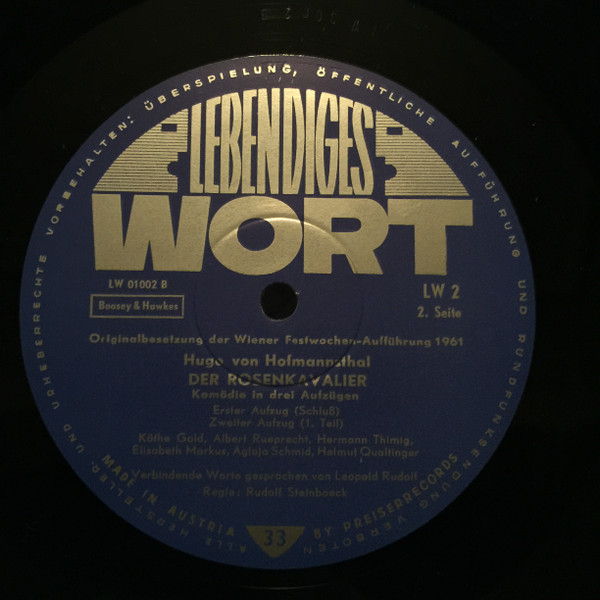 ALLE HERSTELLER- UND URHEBERRECHTE VORBEHALTEN: ÜBERSPIELUNG, ÖFFENTLICHE AUFFÜHRUNG UND RUNDFUNKSENDUNG VERBOTEN
LEBENDIGES
WORT
LW 01002 B
Boosey & Hawkes
LW 2
2. Seite
Originalbesetzung der Wiener Festwochen-Aufführung 1961
Hugo von Hofmannsthal
DER ROSENKAVALIER
Komödie in drei Aufzügen
Erster Aufzug (Schluß)
Zweiter Aufzug (1. Teil)
Käthe Gold, Albert Rueprecht, Hermann Thimig,
Elisabeth Markus, Aglaja Schmid, Helmut Qualtinger
Verbindende Worte gesprochen von Leopold Rudolf
Regie: Rudolf Steinboeck
MADE IN AUSTRIA BY PREISERRECORDS
33